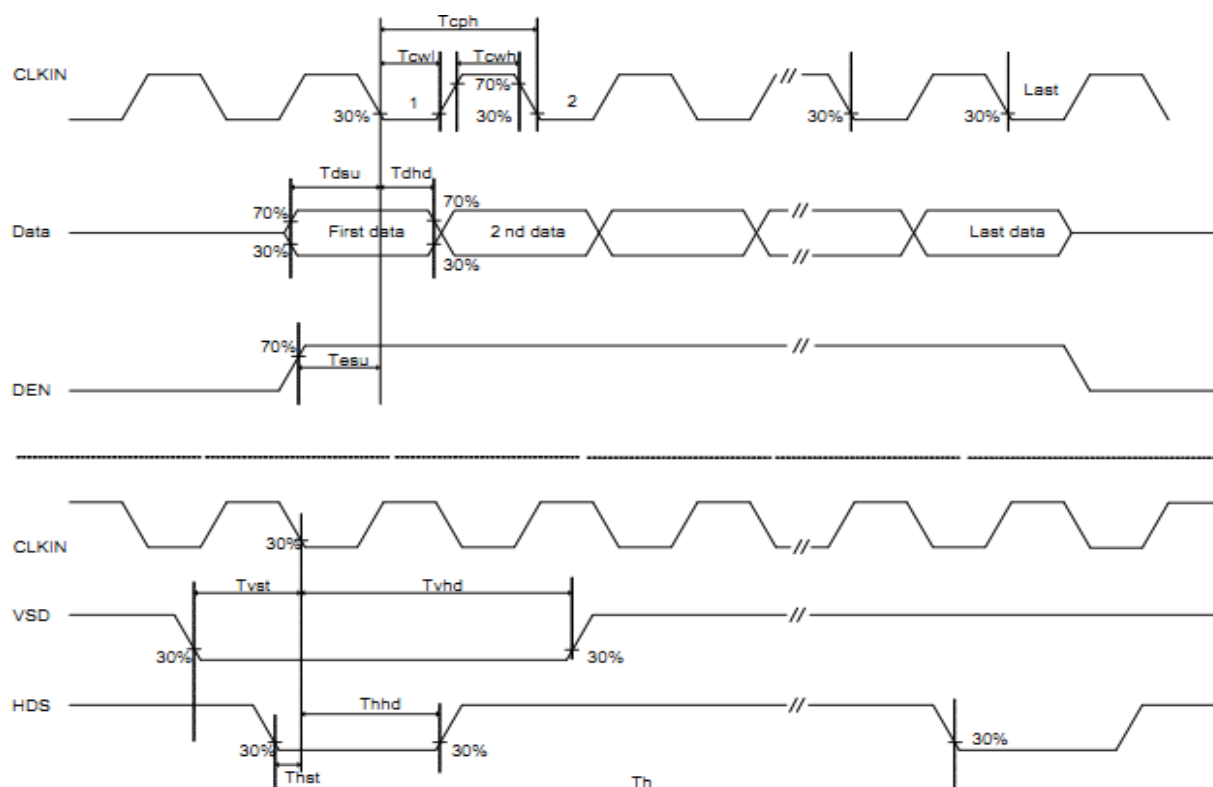 Tcph
Tcwl Tcwh
CLKIN // Last
70%
1 2
30% 30% 30% 30%
Tdsu Tdhd
70% 70%
//
Data First data 2 nd data Last data
30% 30% //
70% //
Tesu
DEN
CLKIN 30% //
Tvst Tvhd
VSD //
30% 30%
HDS Thhd //
30% 30% 30%
Thst Th